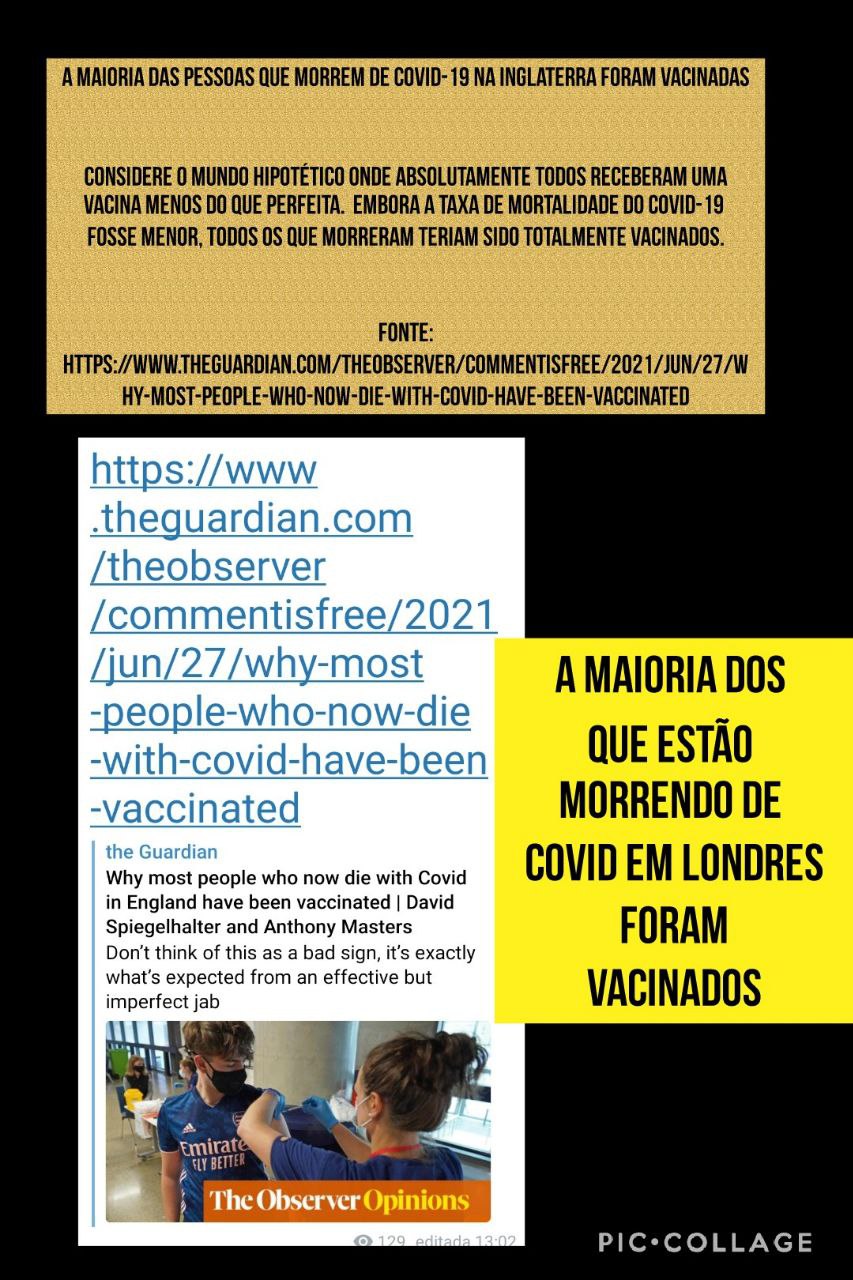 A MAIORIA DAS PESSOAS QUE MORREM DE COVID-19 NA INGLATERRA FORAM VACINADAS
CONSIDERE O MUNDO HIPOTÉTICO ONDE ABSOLUTAMENTE TODOS RECEBERAM UMA
VACINA MENOS DO QUE PERFEITA. EMBORA A TAXA DE MORTALIDADE DO COVID-19
FOSSE MENOR, TODOS OS QUE MORRERAM TERIAM SIDO TOTALMENTE VACINADOS.
FONTE:
HTTPS://WWW.THEGUARDIAN.COM/THEOBSERVER/COMMENTISFREE/2021/JUN/27/W
HY-MOST-PEOPLE-WHO-NOW-DIE-WITH-COVID-HAVE-BEEN-VACCINATED
https://www
.theguardian.com
/theobserver
/commentisfree/2021
/jun/27/why-most
-people-who-now-die
-with-covid-have-been
-vaccinated
the Guardian
Why most people who now die with Covid
in England have been vaccinated | David
Spiegelhalter and Anthony Masters
Don't think of this as a bad sign, it's exactly
what's expected from an effective but
imperfect jab
Emirates
FLY BETTER
The Observer Opinions
129 editada 13:02
A MAIORIA DOS
QUE ESTÃO
MORRENDO DE
COVID EM LONDRES
FORAM
VACINADOS
PIC•COLLAGE